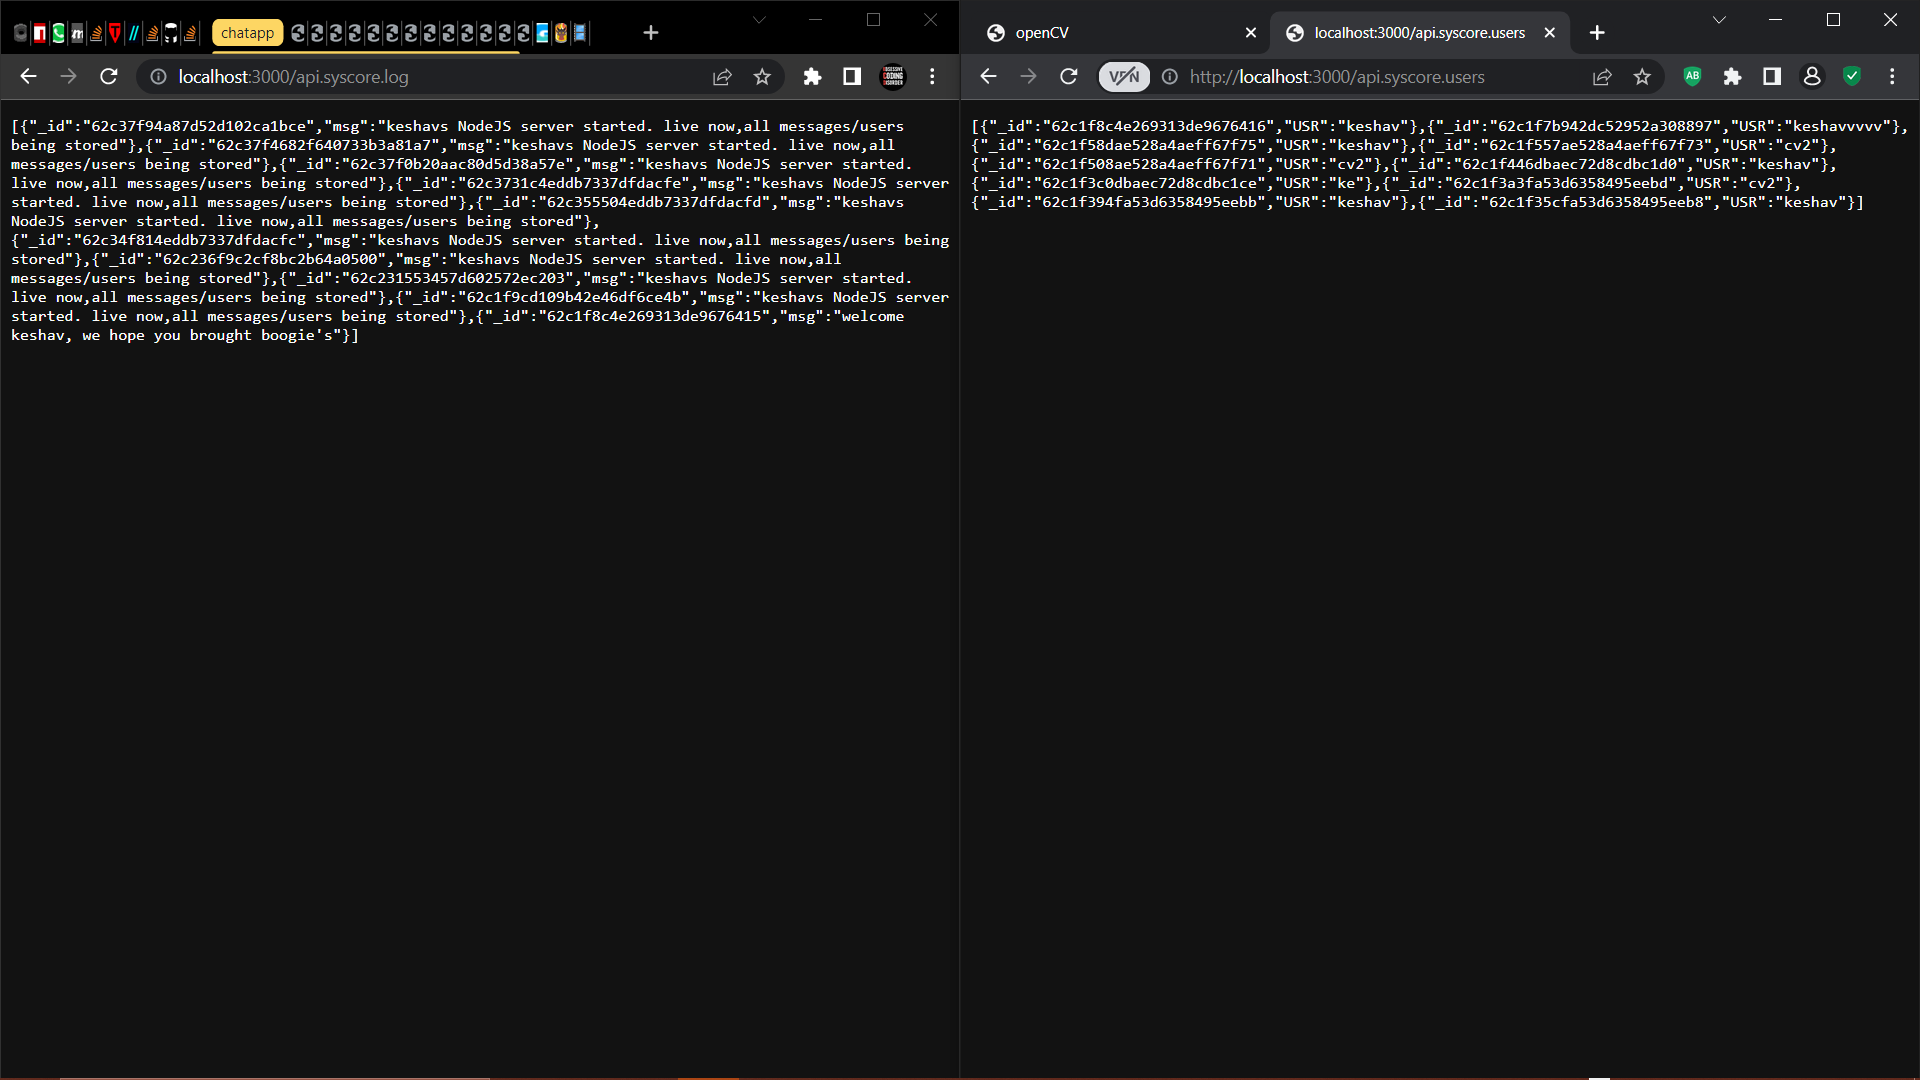 chatapp
localhost:3000/api.syscore.log
[{"_id":"62c37f94a87d52d102ca1bce","msg":"keshavs NodeJS server started. live now,all messages/users
being stored"},{"_id":"62c37f4682f640733b3a81a7","msg":"keshavs NodeJS server started. live now,all
messages/users being stored"},{"_id":"62c37f0b20aac80d5d38a57e","msg":"keshavs NodeJS server started.
live now,all messages/users being stored"},{"_id":"62c3731c4eddb7337dfdacfe","msg":"keshavs NodeJS server
started. live now,all messages/users being stored"},{"_id":"62c355504eddb7337dfdacfd","msg":"keshavs
NodeJS server started. live now,all messages/users being stored"},
{"_id":"62c34f814eddb7337dfdacfc","msg":"keshavs NodeJS server started. live now,all messages/users being
stored"},{"_id":"62c236f9c2cf8bc2b64a0500","msg":"keshavs NodeJS server started. live now,all
messages/users being stored"},{"_id":"62c231553457d602572ec203","msg":"keshavs NodeJS server started.
live now,all messages/users being stored"},{"_id":"62c1f9cd109b42e46df6ce4b","msg":"keshavs NodeJS server
started. live now,all messages/users being stored"},{"_id":"62c1f8c4e269313de9676415","msg":"welcome
keshav, we hope you brought boogie's"}]
openCV
localhost:3000/api.syscore.users
VPN
http://localhost:3000/api.syscore.users
AB
[{"_id":"62c1f8c4e269313de9676416","USR":"keshav"},{"_id":"62c1f7b942dc52952a308897","USR":"keshavvvvv"},
{"_id":"62c1f58dae528a4aeff67f75","USR":"keshav"},{"_id":"62c1f557ae528a4aeff67f73","USR":"cv2"},
{"_id":"62c1f508ae528a4aeff67f71","USR":"cv2"},{"_id":"62c1f446dbaec72d8cdbc1d0","USR":"keshav"},
{"_id":"62c1f3c0dbaec72d8cdbc1ce","USR":"ke"},{"_id":"62c1f3a3fa53d6358495eebd","USR":"cv2"},
{"_id":"62c1f394fa53d6358495eebb","USR":"keshav"},{"_id":"62c1f35cfa53d6358495eeb8","USR":"keshav"}]